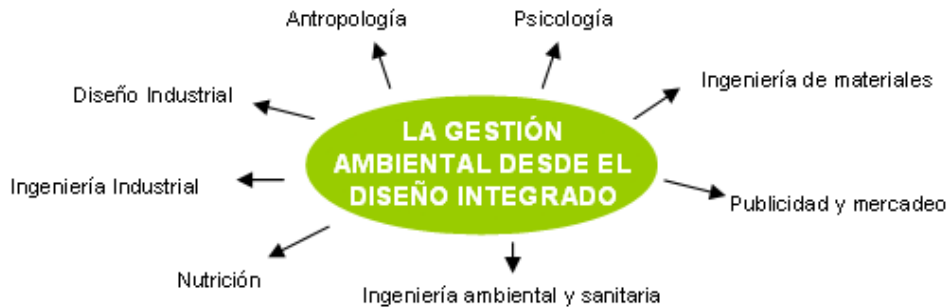 Antropología
Psicología
Ingeniería de materiales
Diseño Industrial
LA GESTIÓN
AMBIENTAL DESDE EL
DISEÑO INTEGRADO
Ingeniería Industrial
Publicidad y mercadeo
Nutrición
Ingeniería ambiental y sanitaria